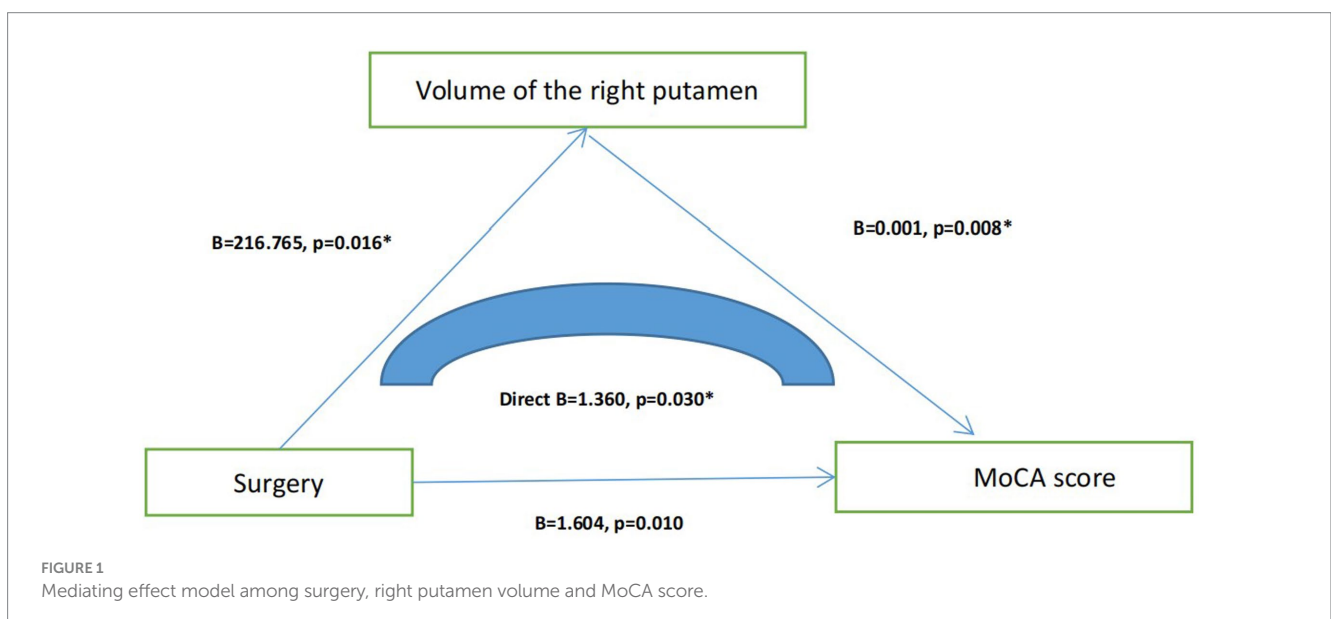 Volume of the right putamen
B=216.765, p=0.016*
B=0.001, p=0.008*
Direct B=1.360, p=0.030*
Surgery
MoCA score
B=1.604, p=0.010
FIGURE 1
Mediating effect model among surgery, right putamen volume and MoCA score.